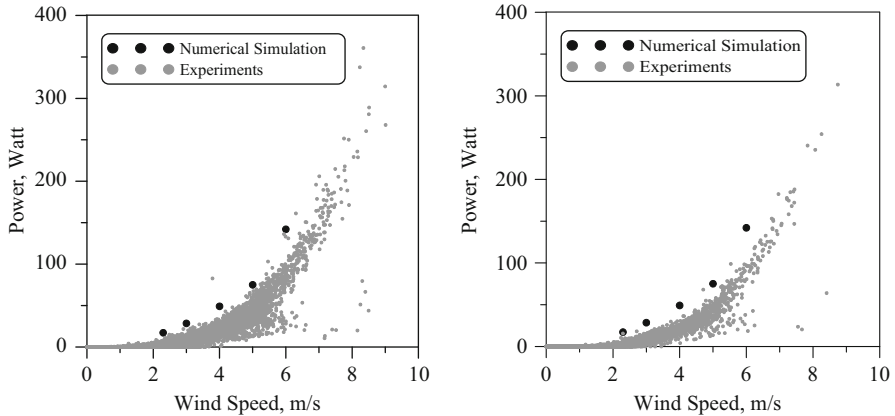 400
300
200
100
0
Power, Watt
Numerical Simulation
Experiments
0 2 4 6 8 10
Wind Speed, m/s
400
300
200
100
0
Power, Watt
Numerical Simulation
Experiments
0 2 4 6 8 10
Wind Speed, m/s